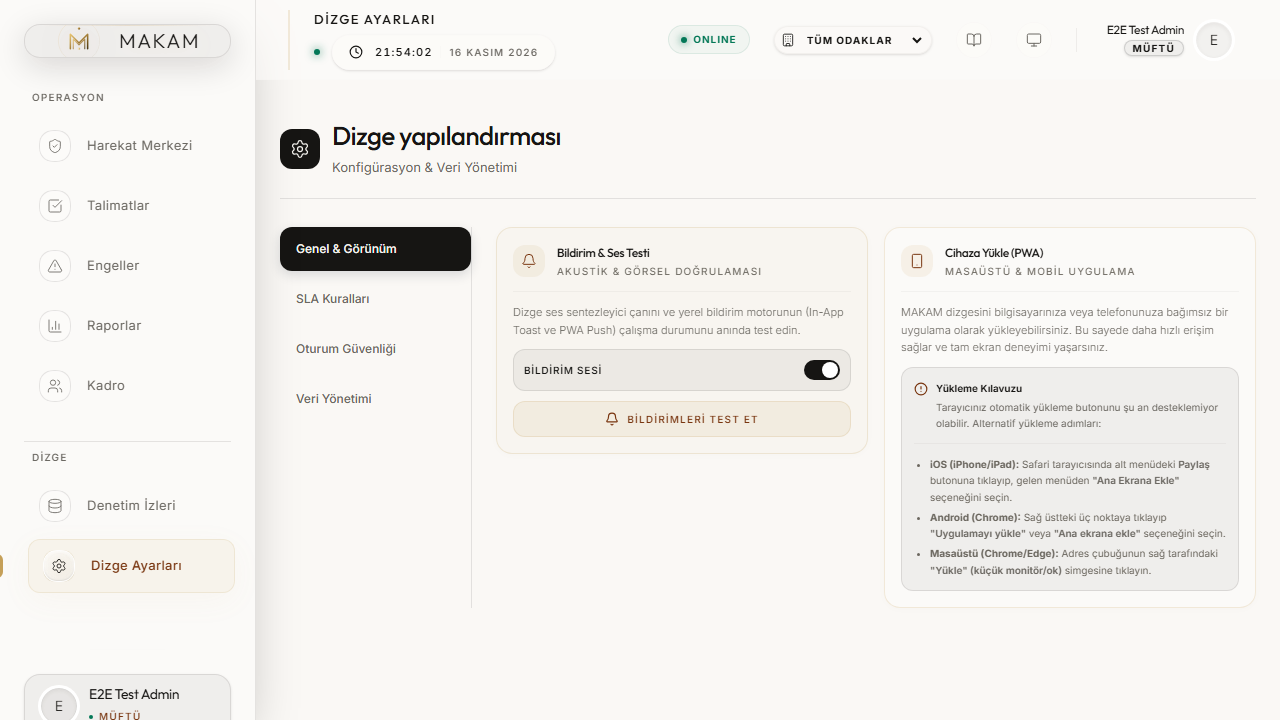 MAKAM
OPERASYON
Harekat Merkezi
Talimatlar
Engeller
Raporlar
Kadro
DİZGE
Denetim İzleri
Dizge Ayarları
E
E2E Test Admin
MÜFTÜ
DİZGE AYARLARI
21:54:02 16 KASIM 2026
ONLINE
TÜM ODAKLAR
E2E Test Admin
MÜFTÜ
E
Dizge yapılandırması
Konfigürasyon & Veri Yönetimi
Genel & Görünüm
SLA Kuralları
Oturum Güvenliği
Veri Yönetimi
Bildirim & Ses Testi
AKUSTİK & GÖRSEL DOĞRULAMASI
Dizge ses sentezleyici çanını ve yerel bildirim motorunun (In-App
Toast ve PWA Push) çalışma durumunu anında test edin.
BİLDİRİM SESİ
BİLDİRİMLERİ TEST ET
Cihaza Yükle (PWA)
MASAÜSTÜ & MOBİL UYGULAMA
MAKAM dizgesini bilgisayarınıza veya telefonunuza bağımsız bir
uygulama olarak yükleyebilirsiniz. Bu sayede daha hızlı erişim
sağlar ve tam ekran deneyimi yaşarsınız.
Yükleme Kılavuzu
Tarayıcınız otomatik yükleme butonunu şu an desteklemiyor
olabilir. Alternatif yükleme adımları:
• iOS (iPhone/iPad): Safari tarayıcısında alt menüdeki Paylaş
butonuna tıklayıp, gelen menüden "Ana Ekrana Ekle"
seçeneğini seçin.
• Android (Chrome): Sağ üstteki üç noktaya tıklayıp
"Uygulamayı yükle" veya "Ana ekrana ekle" seçeneğini seçin.
• Masaüstü (Chrome/Edge): Adres çubuğunun sağ tarafındaki
"Yükle" (küçük monitör/ok) simgesine tıklayın.